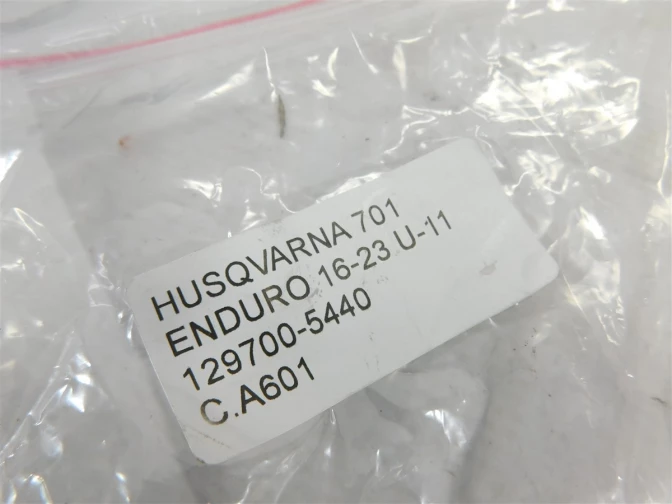 HUSQVARNA 701
ENDURO 16-23 U-11
129700-5440
C.A601